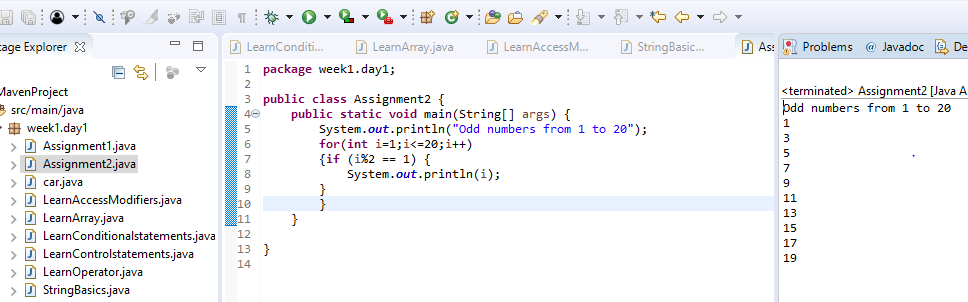 cage Explorer
MavenProject
src/main/java
week1.day1
Assignment1.java
Assignment2.java
car.java
LearnAccessModifiers.java
LearnArray.java
LearnConditionalstatements.java
LearnControlstatements.java
LearnOperator.java
StringBasics.java
LearnConditi...
LearnArray.java
LearnAccessM...
StringBasic...
Ass
1 package week1.day1;
2
3 public class Assignment2 {
4 public static void main(String[] args) {
5 System.out.println("Odd numbers from 1 to 20");
6 for(int i=1;i<=20;i++)
7 {if (i%2 == 1) {
8 System.out.println(i);
9 }
10 }
11 }
12
13 }
14
Problems @ Javadoc De
<terminated> Assignment2 [Java A
Odd numbers from 1 to 20
1
3
5
7
9
11
13
15
17
19